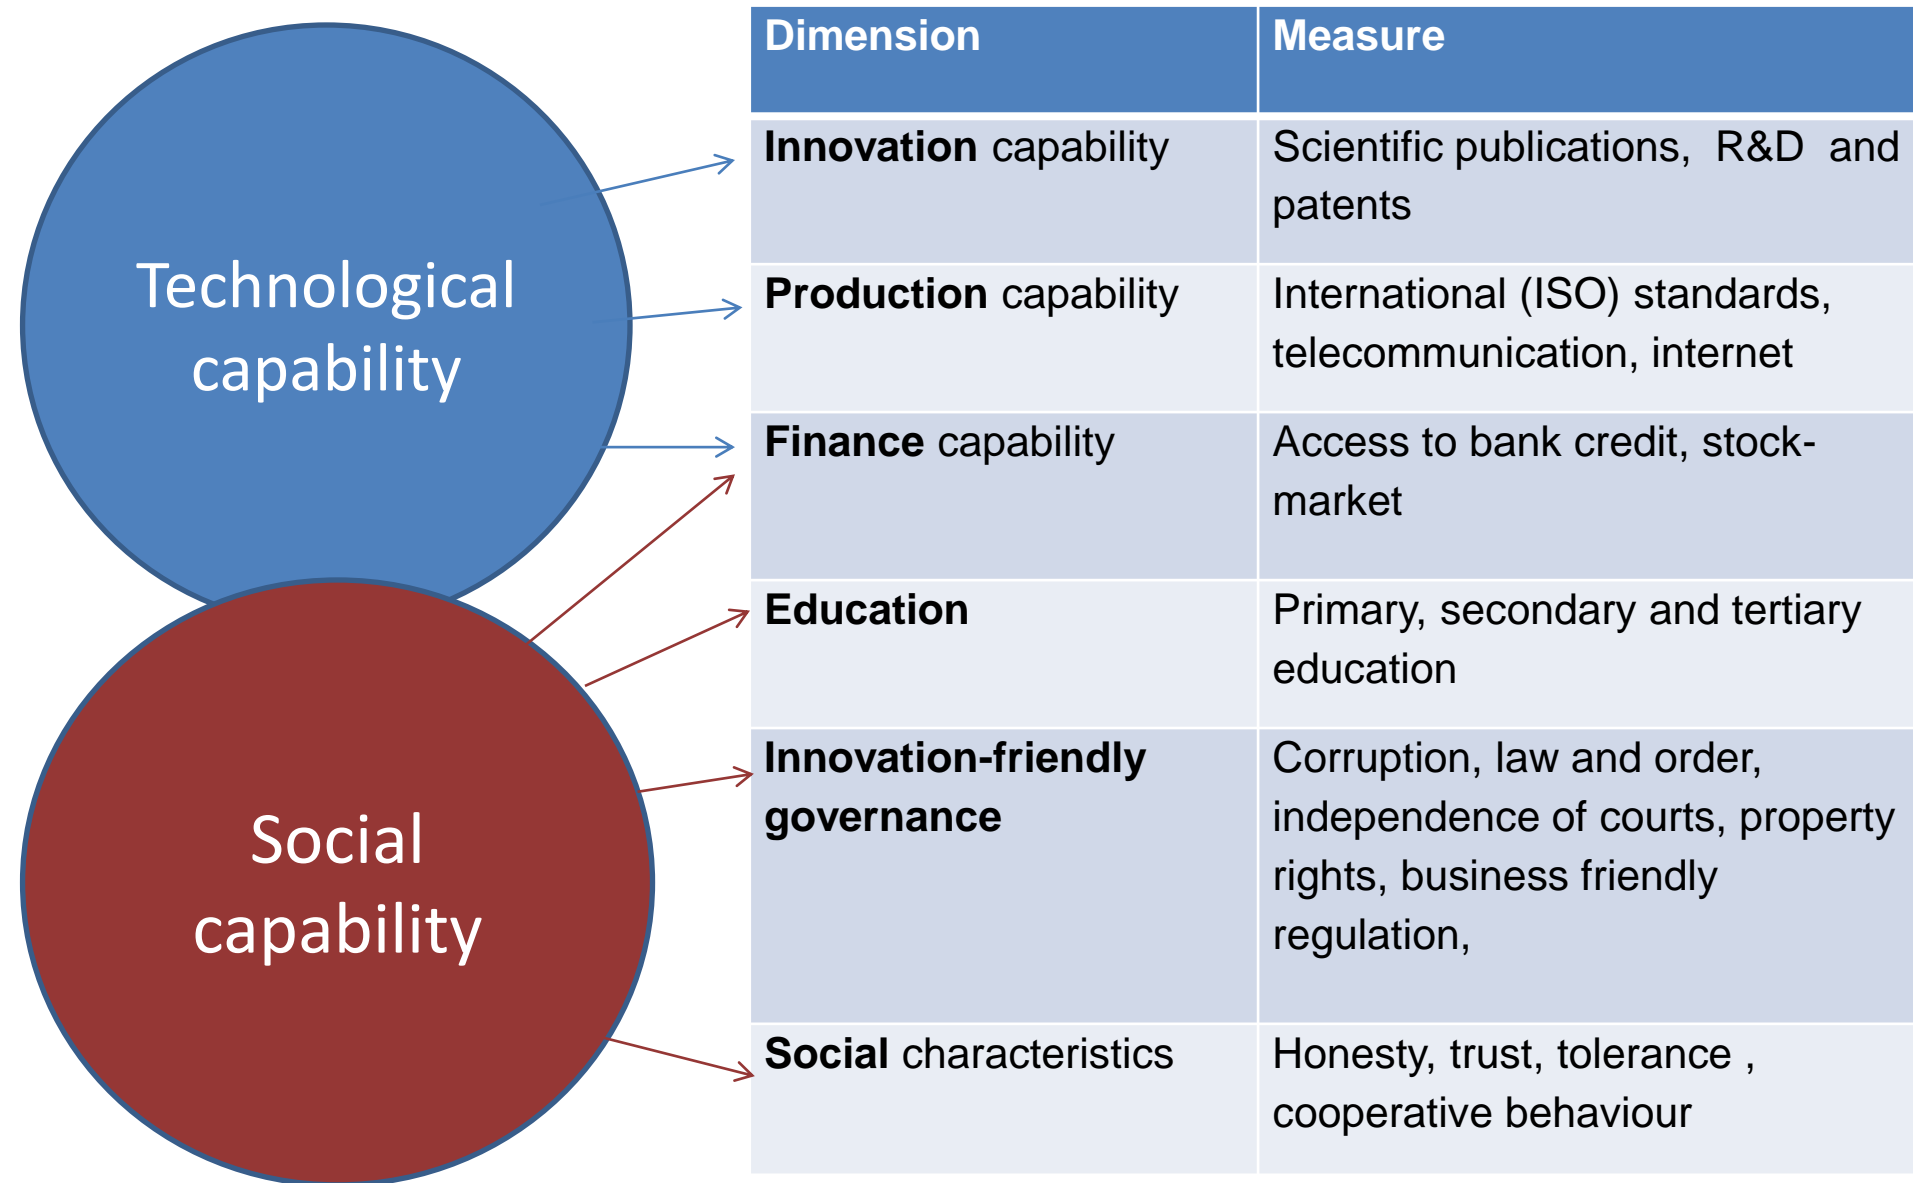 Technological
capability
Social
capability
Dimension
Measure
Innovation capability
Scientific publications, R&D and
patents
Production capability
International (ISO) standards,
telecommunication, internet
Finance capability
Access to bank credit, stock-
market
Education
Primary, secondary and tertiary
education
Innovation-friendly
governance
Corruption, law and order,
independence of courts, property
rights, business friendly
regulation,
Social characteristics
Honesty, trust, tolerance ,
cooperative behaviour